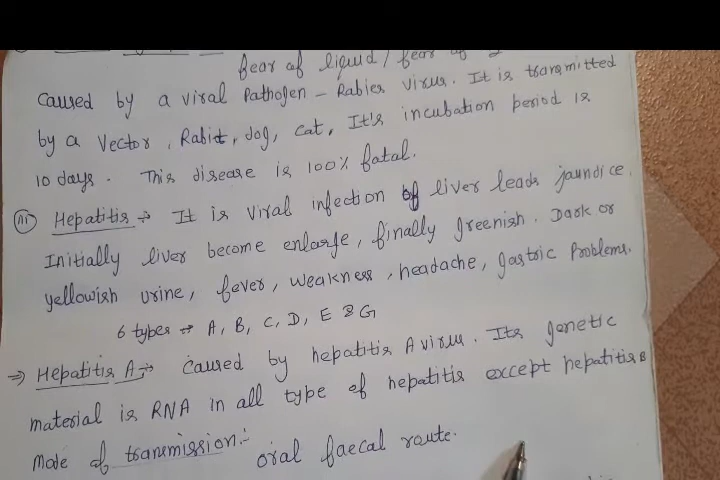 fear of liquid / fear of
caused by a viral Pathogen – Rabies virus. It is transmitted
by a Vector, Rabit, dog, cat, It's incubation period is
10 days. This disease is 100% fatal.
(iii) Hepatitis → It is viral infection of liver leads jaundice.
Initially liver become enlarge, finally greenish. Dark or
yellowish urine, fever, weakness, headache, gastric Problems.
6 types → A, B, C, D, E & G
⇒ Hepatitis A → caused by hepatitis A virus. Its genetic
material is RNA in all type of hepatitis except hepatitis B
Mode of transmission:- oral faecal route.